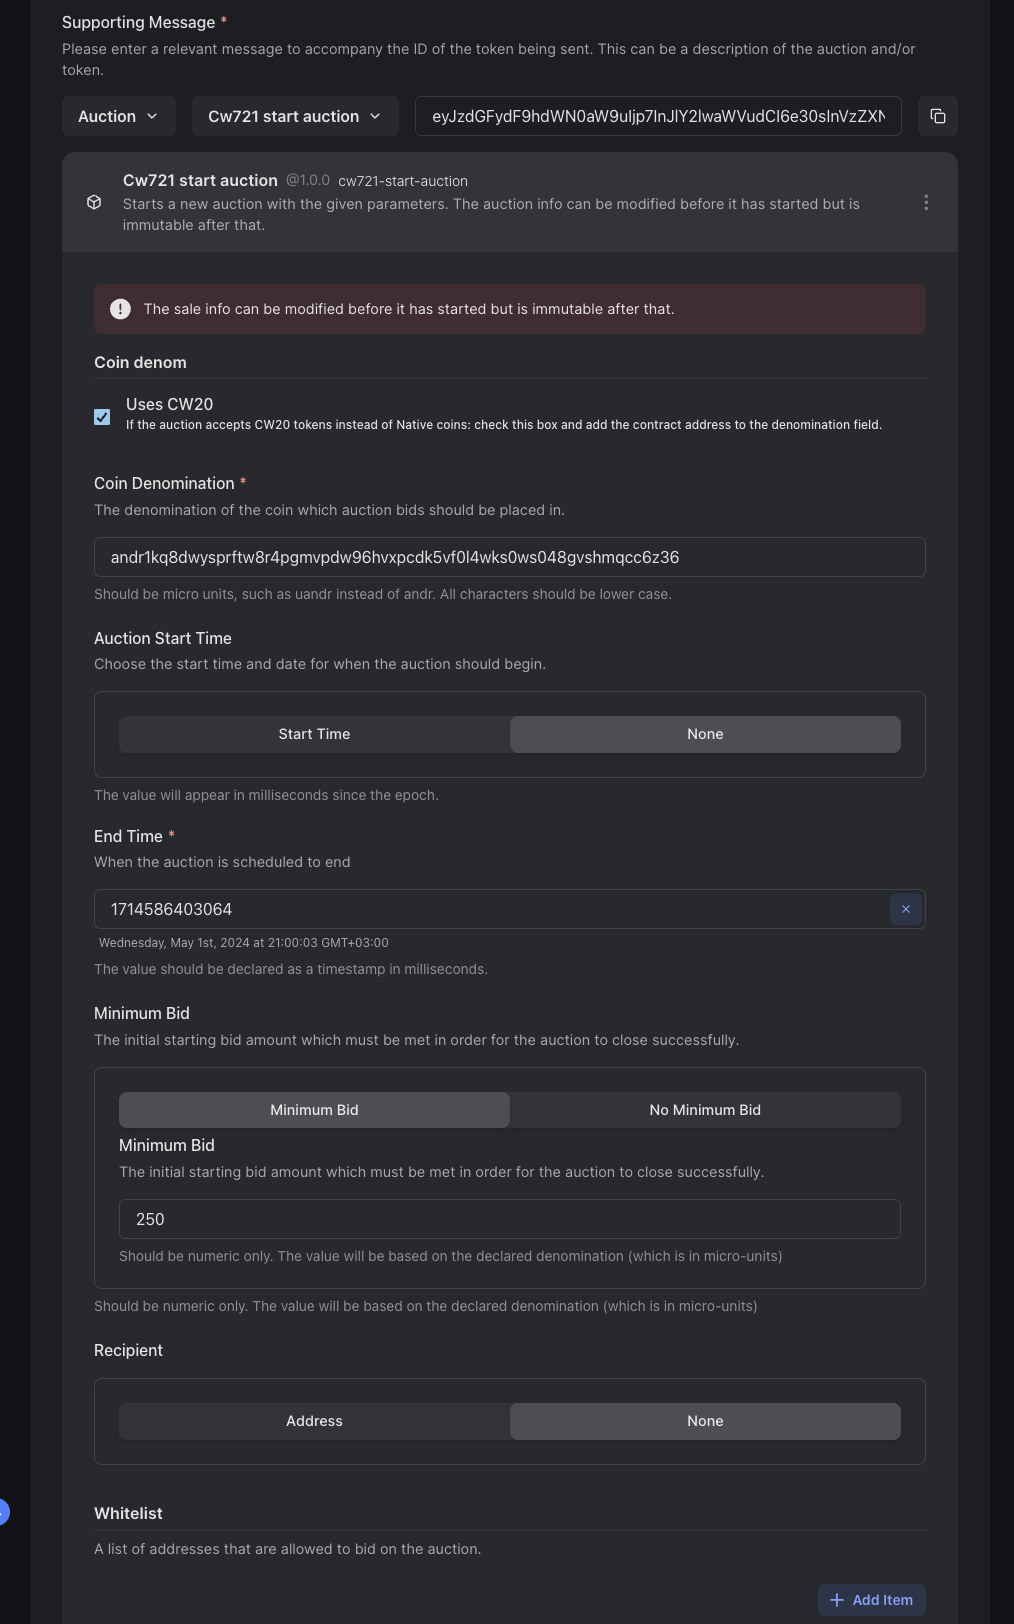 Supporting Message *
Please enter a relevant message to accompany the ID of the token being sent. This can be a description of the auction and/or
token.
Auction
Cw721 start auction
Cw721 start auction @1.0.0 cw721-start-auction
Starts a new auction with the given parameters. The auction info can be modified before it has started but is
immutable after that.
The sale info can be modified before it has started but is immutable after that.
Coin denom
Uses CW20
If the auction accepts CW20 tokens instead of Native coins: check this box and add the contract address to the denomination field.
Coin Denomination *
The denomination of the coin which auction bids should be placed in.
andr1kq8dwysprftw8r4pgmvpdw96hvxpcdk5vf0l4wks0ws048gvshmqcc6z36
Should be micro units, such as uandr instead of andr. All characters should be lower case.
Auction Start Time
Choose the start time and date for when the auction should begin.
Start Time
None
The value will appear in milliseconds since the epoch.
End Time *
When the auction is scheduled to end
1714586403064
Wednesday, May 1st, 2024 at 21:00:03 GMT+03:00
The value should be declared as a timestamp in milliseconds.
Minimum Bid
The initial starting bid amount which must be met in order for the auction to close successfully.
Minimum Bid
No Minimum Bid
Minimum Bid
The initial starting bid amount which must be met in order for the auction to close successfully.
250
Should be numeric only. The value will be based on the declared denomination (which is in micro-units)
Should be numeric only. The value will be based on the declared denomination (which is in micro-units)
Recipient
Address
None
Whitelist
A list of addresses that are allowed to bid on the auction.
Add Item